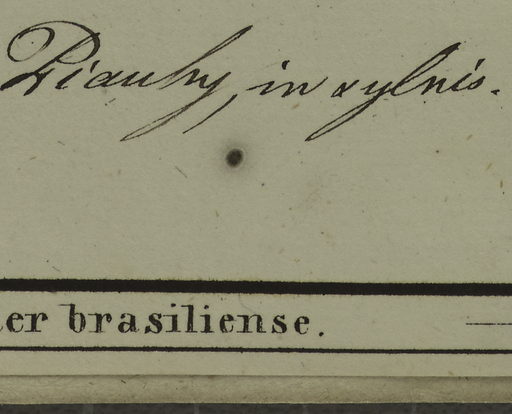 Piauhy, in sylvis.
er brasiliense.